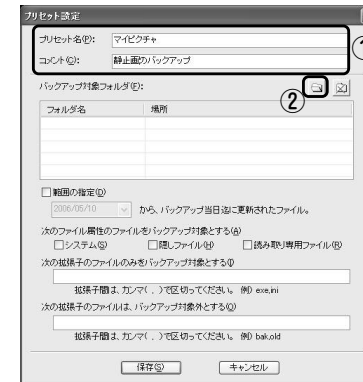 プリセット設定
プリセット名(P): マイピクチャ
コメント(C): 静止画のバックアップ
バックアップ対象フォルダ(F):
②
フォルダ名 場所
範囲の指定(D)
2006/05/10 から、バックアップ当日迄に更新されたファイル。
次のファイル属性のファイルをバックアップ対象とする(A)
システム(S) 隠しファイル(H) 読み取り専用ファイル(R)
次の拡張子のファイルのみをバックアップ対象とする(I)
拡張子間は、カンマ( , )で区切ってください。 例) exe,ini
次の拡張子のファイルは、バックアップ対象外とする(O)
拡張子間は、カンマ( , )で区切ってください。 例) bak,old
保存(S) キャンセル